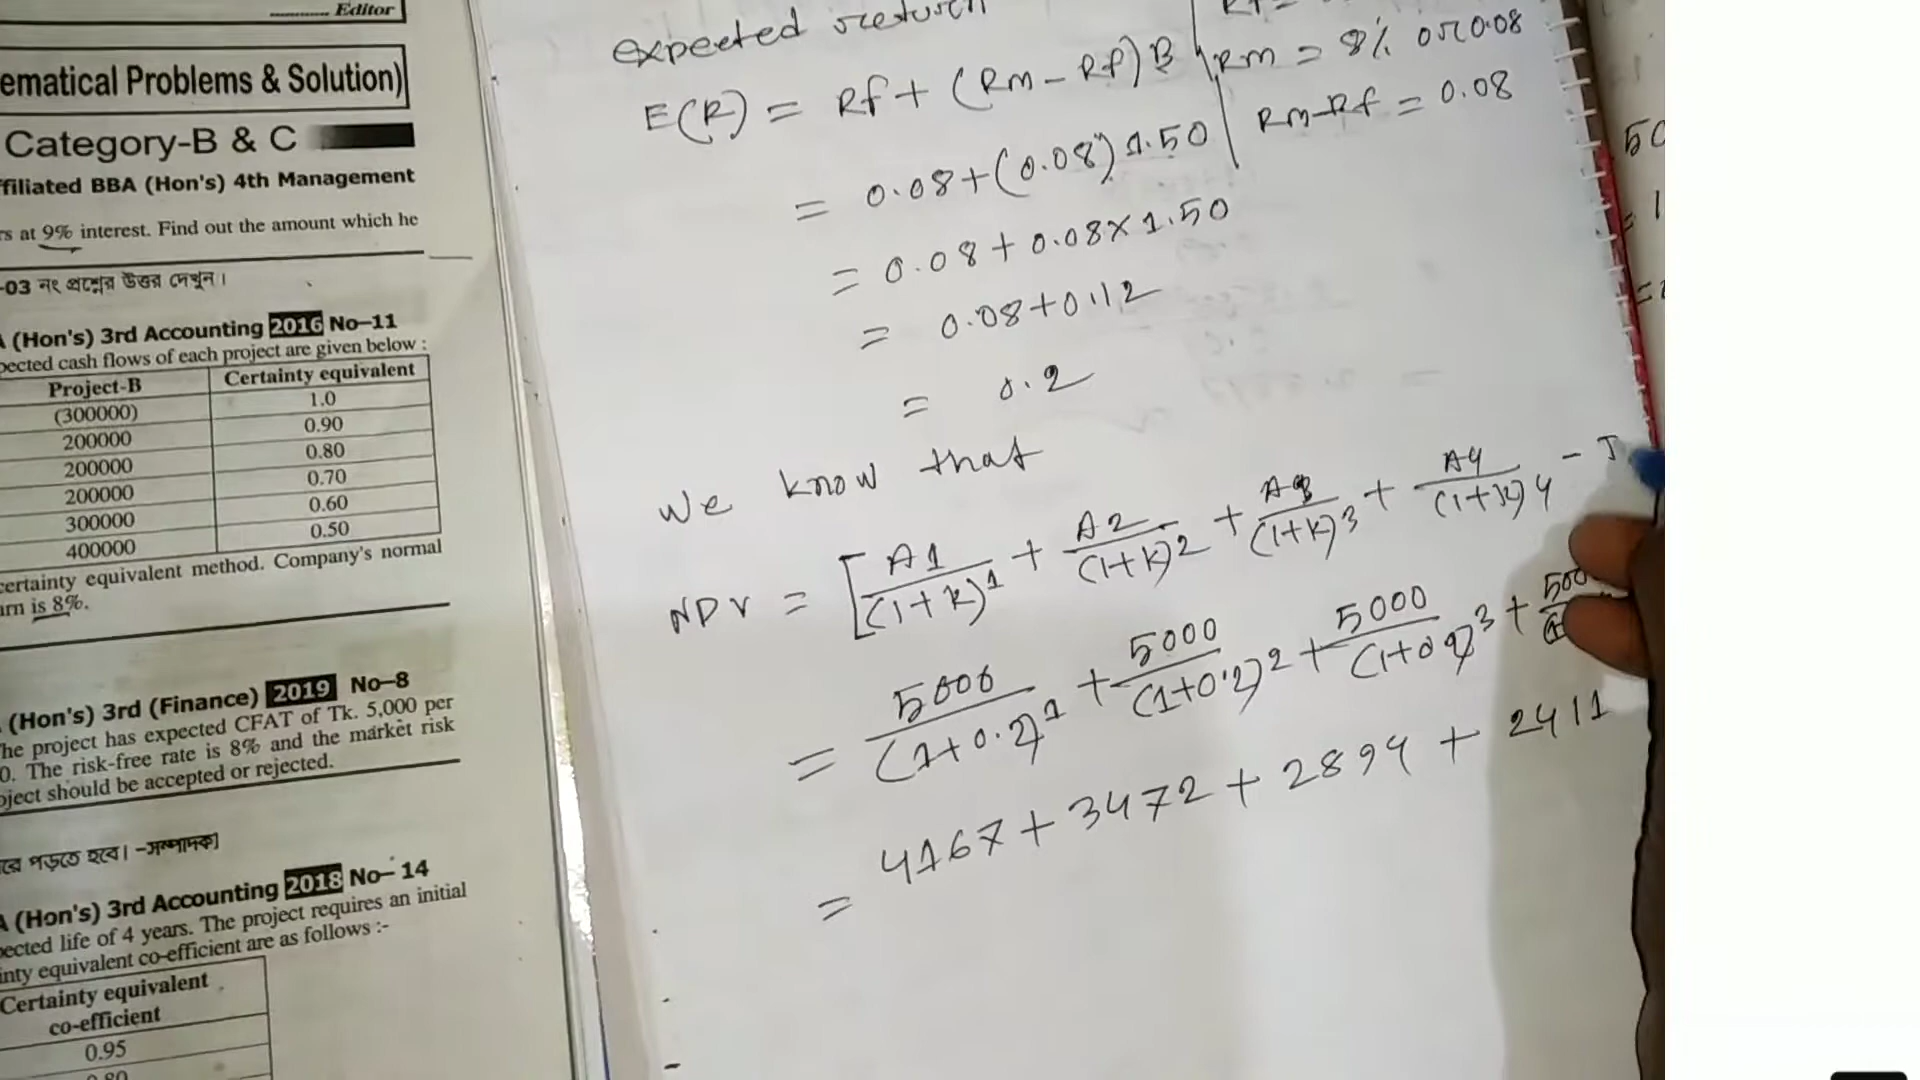 Editor
ematical Problems & Solution)
Category-B & C
ffiliated BBA (Hon's) 4th Management
rs at 9% interest. Find out the amount which he
-03 নং প্রশ্নের উত্তর দেখুন।
A (Hon's) 3rd Accounting 2016 No-11
pected cash flows of each project are given below :
Project-B Certainty equivalent
(300000) 1.0
200000 0.90
200000 0.80
200000 0.70
300000 0.60
400000 0.50
certainty equivalent method. Company's normal
urn is 8%.
(Hon's) 3rd (Finance) 2019 No-8
The project has expected CFAT of Tk. 5,000 per
0. The risk-free rate is 8% and the market risk
oject should be accepted or rejected.
রে পড়তে হবে। -সম্পাদক]
A (Hon's) 3rd Accounting 2018 No- 14
pected life of 4 years. The project requires an initial
inty equivalent co-efficient are as follows :-
Certainty equivalent
co-efficient
0.95
0.80
expected return
E(R) = Rf + (Rm - Rf) B
Rm = 8% or 0.08
Rm-Rf = 0.08
= 0.08+(0.08) 1.50
= 0.08 + 0.08 x 1.50
= 0.08+0.12
= 0.2
We know that
NPV = [A1/(1+k)1 + A2/(1+k)2 + A3/(1+k)3 + A4/(1+k)4 -
= 5000/(1+0.2)1 + 5000/(1+0.2)2 + 5000/(1+0.2)3 + 500
= 4167 + 3472 + 2894 + 2411
50